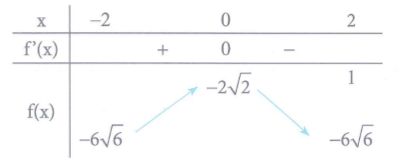 x −2 0 2
f’(x) + 0 −
−2√2 1
f(x)
−6√6 −6√6